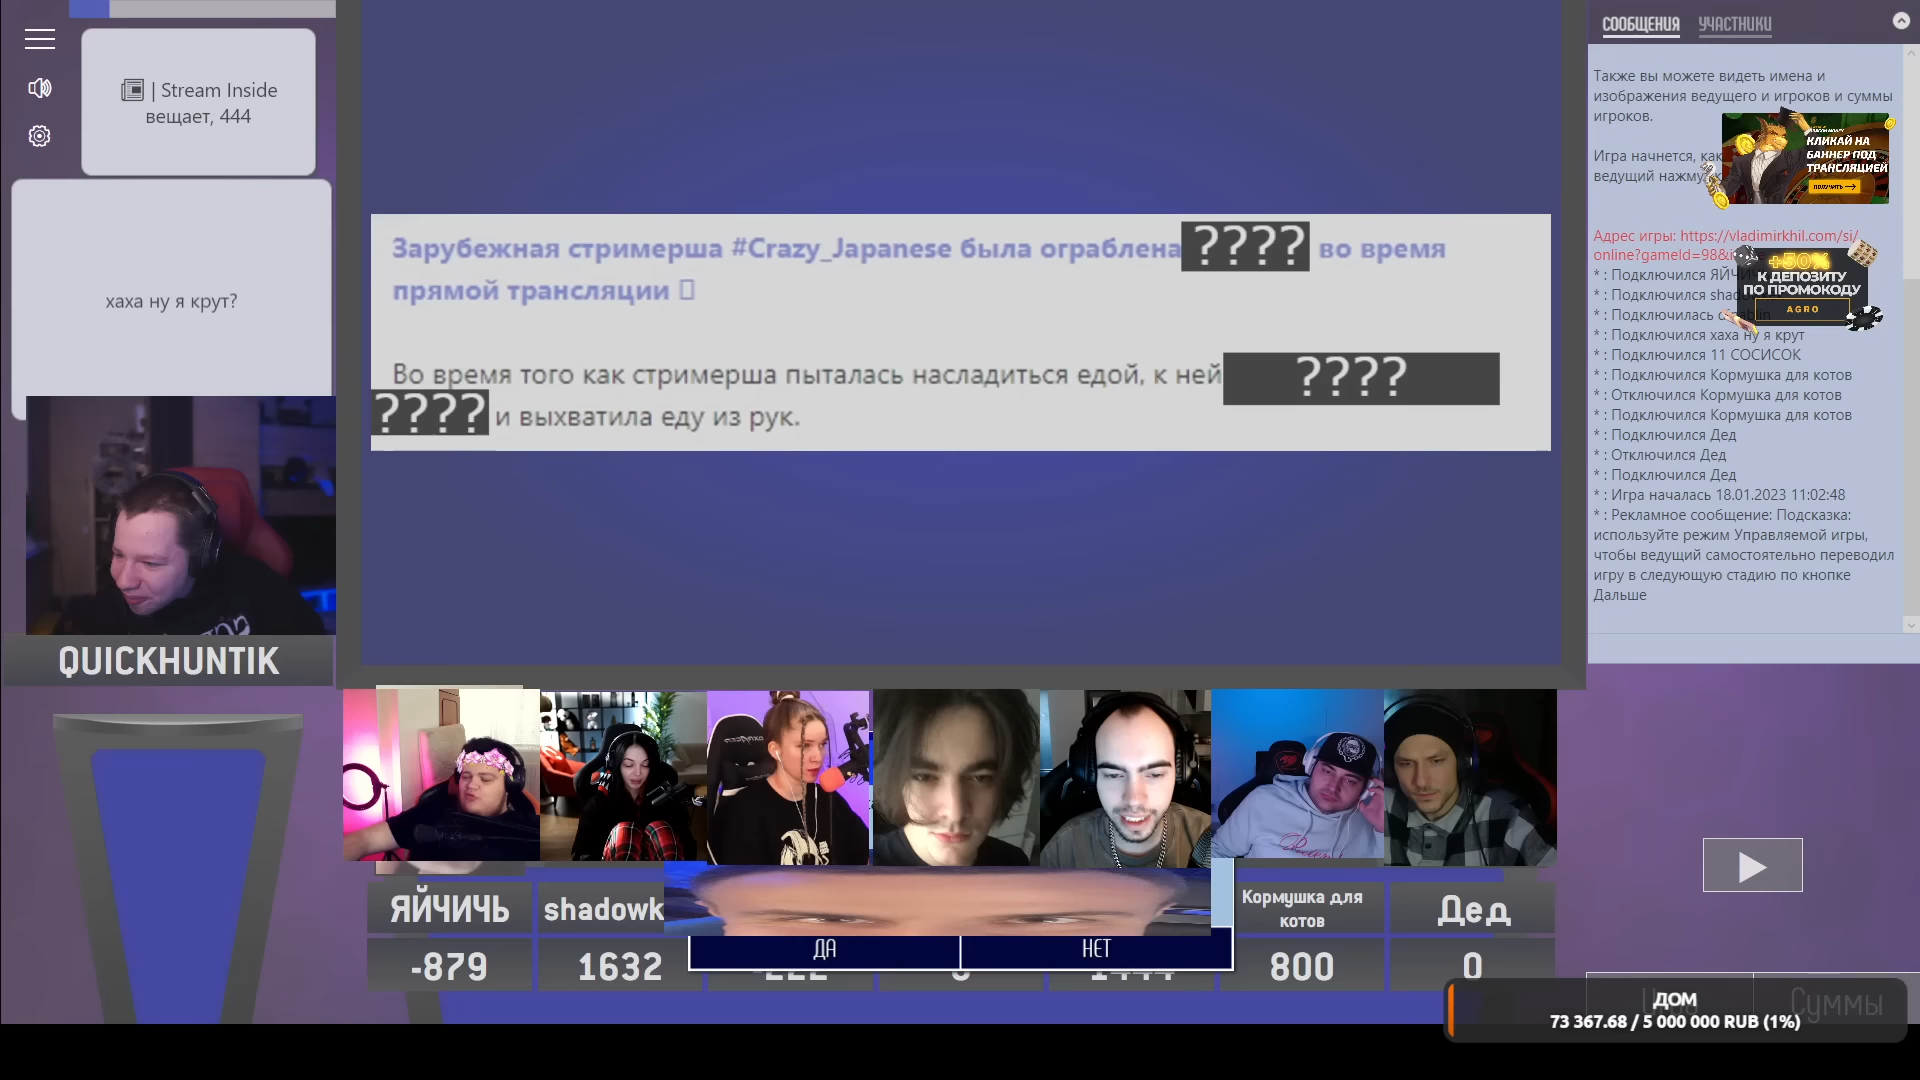 | Stream Inside
вещает, 444
хаха ну я крут?
QUICKHUNTIK
Зарубежная стримерша #Crazy_Japanese была ограблена ???? во время
прямой трансляции
Во время того как стримерша пыталась насладиться едой, к ней ????
???? и выхватила еду из рук.
СООБЩЕНИЯ УЧАСТНИКИ
Также вы можете видеть имена и
изображения ведущего и игроков и суммы
игроков.
Игра начнется, как
ведущий нажм
КЛИКАЙ НА
БАННЕР ПОД
ТРАНСЛЯЦИЕЙ
ПОЛУЧИТЬ
Адрес игры: https://vladimirkhil.com/si/
online?gameId=98&
* : Подключился ЯЙЧИ
* : Подключился shad
* : Подключилась
* : Подключился хаха ну я крут
* : Подключился 11 СОСИСОК
* : Подключился Кормушка для котов
* : Отключился Кормушка для котов
* : Подключился Кормушка для котов
* : Подключился Дед
* : Отключился Дед
* : Подключился Дед
* : Игра началась 18.01.2023 11:02:48
* : Рекламное сообщение: Подсказка:
используйте режим Управляемой игры,
чтобы ведущий самостоятельно переводил
игру в следующую стадию по кнопке
Дальше
+50%
К ДЕПОЗИТУ
ПО ПРОМОКОДУ
AGRO
ЯЙЧИЧЬ shadowk Кормушка для
котов Дед
-879 1632 800 0
ДА НЕТ
Суммы
ДОМ
73 367.68 / 5 000 000 RUB (1%)